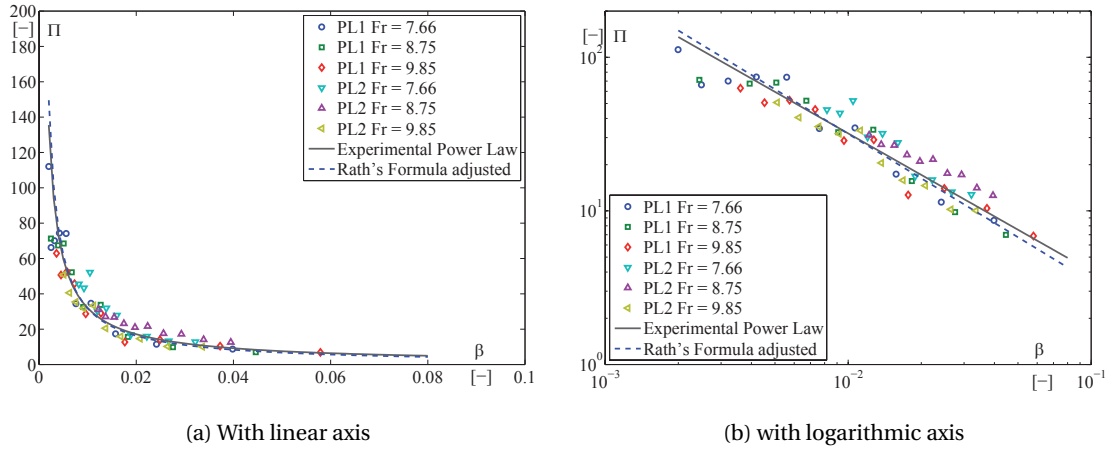 200
[−]
Π
180
160
140
120
100
80
60
40
20
0
0
0.02
0.04
0.06
0.08
0.1
β
[−]
PL1 Fr = 7.66
PL1 Fr = 8.75
PL1 Fr = 9.85
PL2 Fr = 7.66
PL2 Fr = 8.75
PL2 Fr = 9.85
Experimental Power Law
Rath's Formula adjusted
(a) With linear axis
[−]
Π
10²
10¹
10⁰
10⁻³
10⁻²
10⁻¹
β
[−]
PL1 Fr = 7.66
PL1 Fr = 8.75
PL1 Fr = 9.85
PL2 Fr = 7.66
PL2 Fr = 8.75
PL2 Fr = 9.85
Experimental Power Law
Rath's Formula adjusted
(b) with logarithmic axis